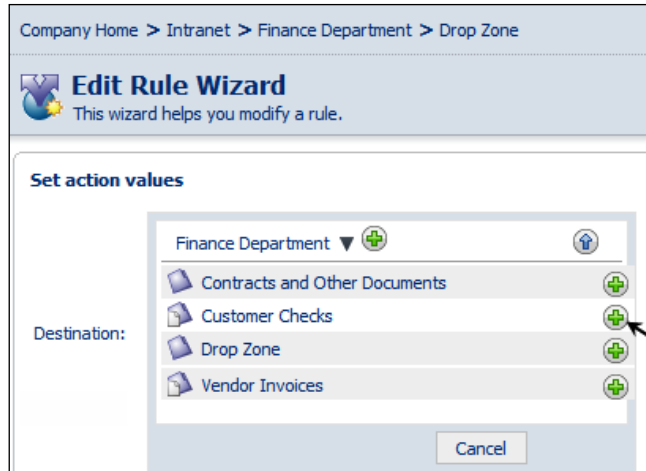 Company Home > Intranet > Finance Department > Drop Zone
Edit Rule Wizard
This wizard helps you modify a rule.
Set action values
Finance Department
Contracts and Other Documents
Customer Checks
Destination:
Drop Zone
Vendor Invoices
Cancel